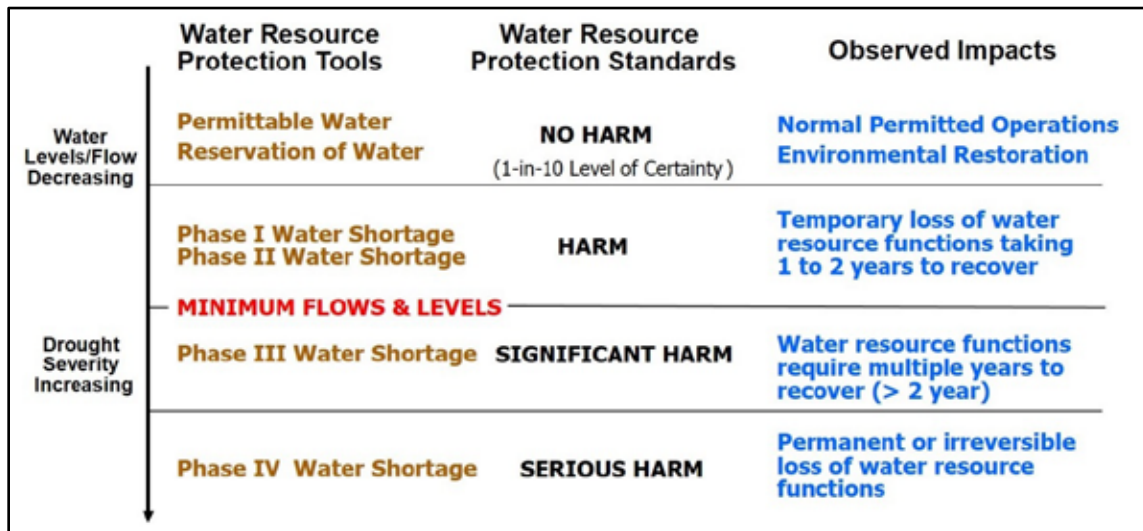 Water Resource
Protection Tools
Water Resource
Protection Standards
Observed Impacts
Water
Levels/Flow
Decreasing
Permittable Water
Reservation of Water
NO HARM
(1-in-10 Level of Certainty)
Normal Permitted Operations
Environmental Restoration
Phase I Water Shortage
Phase II Water Shortage
HARM
Temporary loss of water
resource functions taking
1 to 2 years to recover
MINIMUM FLOWS & LEVELS
Drought
Severity
Increasing
Phase III Water Shortage
SIGNIFICANT HARM
Water resource functions
require multiple years to
recover (> 2 year)
Phase IV Water Shortage
SERIOUS HARM
Permanent or irreversible
loss of water resource
functions